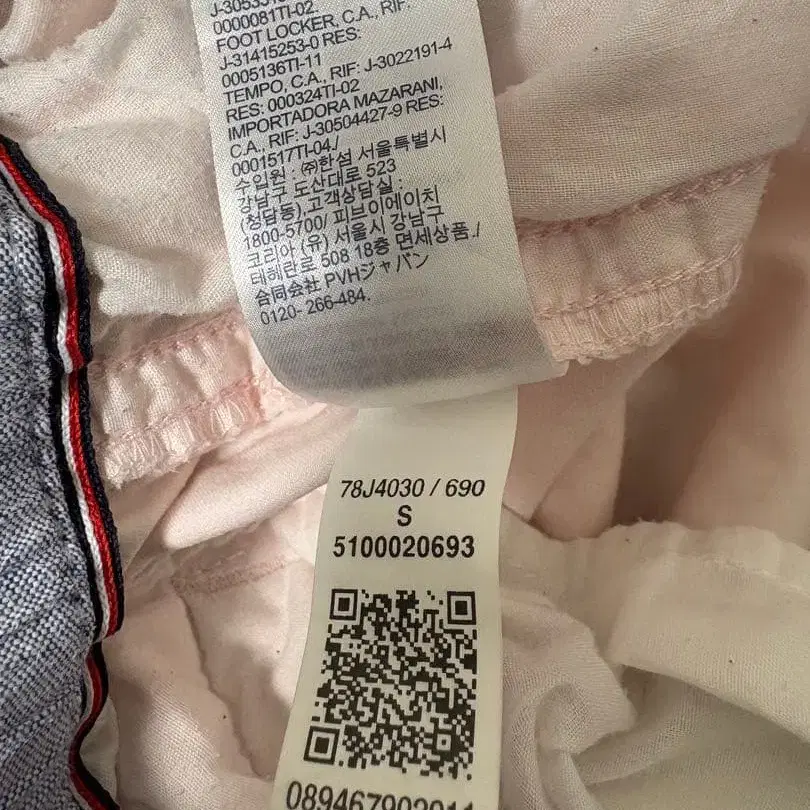 0000081TI-02
FOOT LOCKER, C.A., RIF:
J-31415253-0 RES:
0005136TI-11
TEMPO, C.A., RIF: J-3022191-4
RES: 000324TI-02
IMPORTADORA MAZARANI,
C.A., RIF: J-30504427-9 RES:
0001517TI-04./
수입원 : ㈜한섬 서울특별시
강남구 도산대로 523
(청담동),고객상담실 :
1800-5700/ 피브이에이치
코리아 (유) 서울시 강남구
테헤란로 508 18층 면세상품./
合同会社 PVHジャパン
0120- 266-484.
78J4030 / 690
S
5100020693